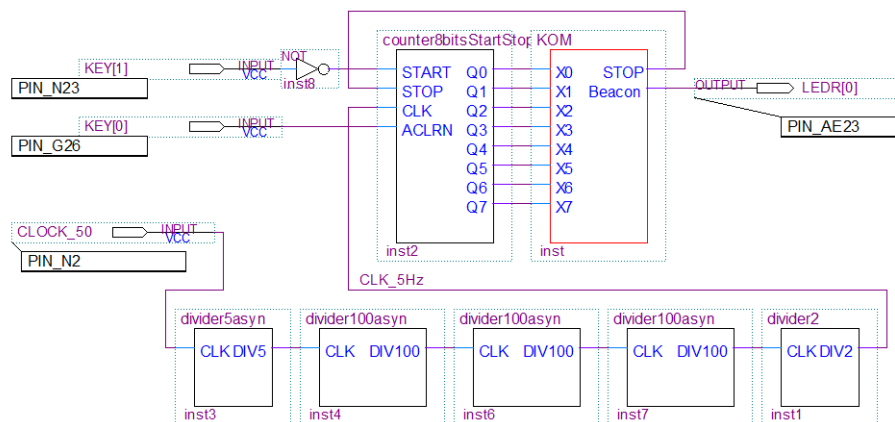 counter8bitsStartStop KOM
KEY[1] INPUT VCC NOT inst8
PIN_N23
START Q0 X0 STOP
STOP Q1 X1 Beacon
CLK Q2 X2
ACLRN Q3 X3
Q4 X4
Q5 X5
Q6 X6
Q7 X7
inst2 inst
OUTPUT LEDR[0]
PIN_AE23
KEY[0] INPUT VCC
PIN_G26
CLOCK_50 INPUT VCC
PIN_N2
CLK_5Hz
divider5asyn divider100asyn divider100asyn divider100asyn divider2
CLK DIV5 CLK DIV100 CLK DIV100 CLK DIV100 CLK DIV2
inst3 inst4 inst6 inst7 inst1